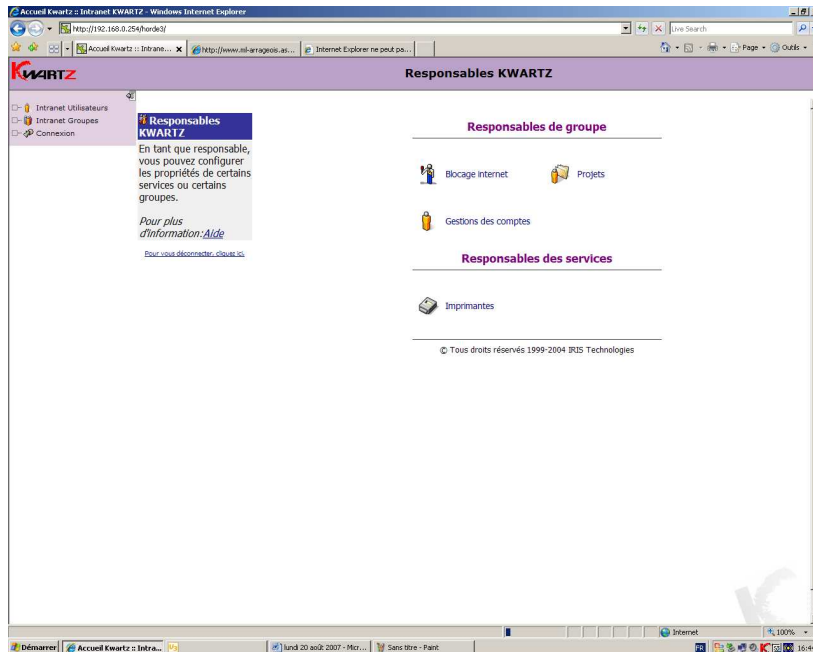 Accueil Kwartz :: Intranet KWARTZ - Windows Internet Explorer
http://192.168.0.254/horde3/
Live Search
Accueil Kwartz :: Intrane...
http://www.ml-arrageois.as...
Internet Explorer ne peut pa...
Page
Outils
KWARTZ
Responsables KWARTZ
Intranet Utilisateurs
Intranet Groupes
Connexion
Responsables
KWARTZ
En tant que responsable,
vous pouvez configurer
les propriétés de certains
services ou certains
groupes.
Pour plus
d'information:Aide
Pour vous déconnecter, cliquez ici.
Responsables de groupe
Blocage internet
Projets
Gestions des comptes
Responsables des services
Imprimantes
© Tous droits réservés 1999-2004 IRIS Technologies
Internet
100%
Démarrer
Accueil Kwartz :: Intra...
lundi 20 août 2007 - Micr...
Sans titre - Paint
FR